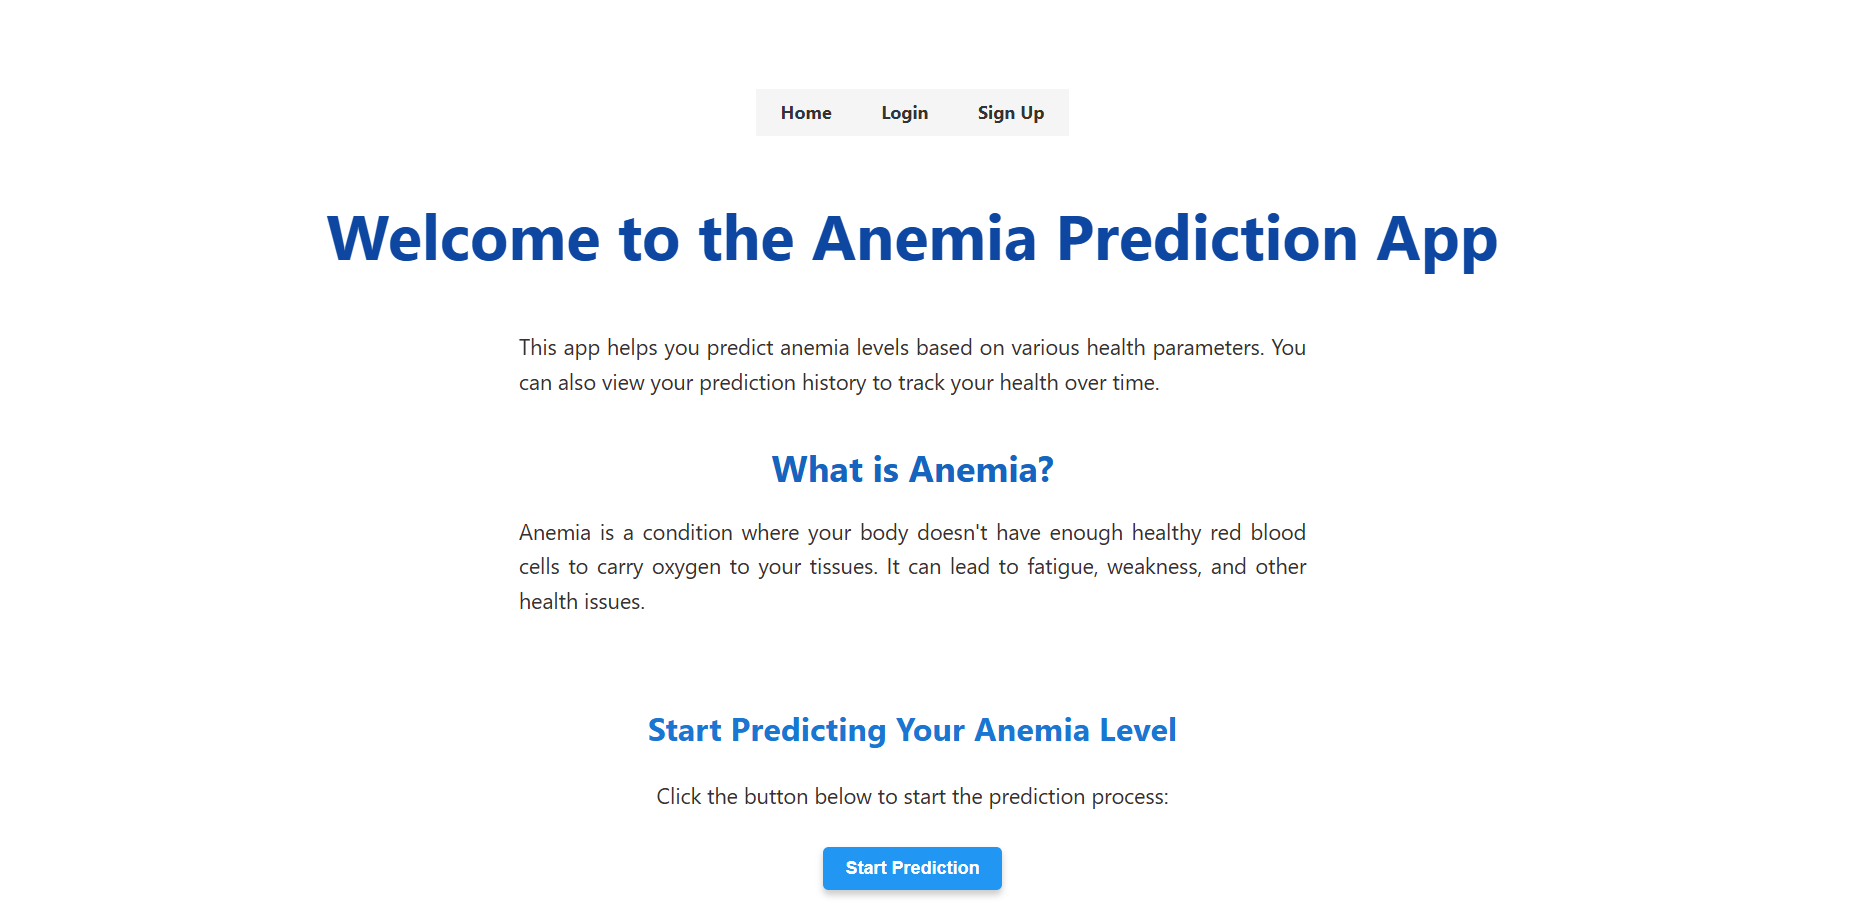 Home Login Sign Up
Welcome to the Anemia Prediction App
This app helps you predict anemia levels based on various health parameters. You
can also view your prediction history to track your health over time.
What is Anemia?
Anemia is a condition where your body doesn't have enough healthy red blood
cells to carry oxygen to your tissues. It can lead to fatigue, weakness, and other
health issues.
Start Predicting Your Anemia Level
Click the button below to start the prediction process:
Start Prediction